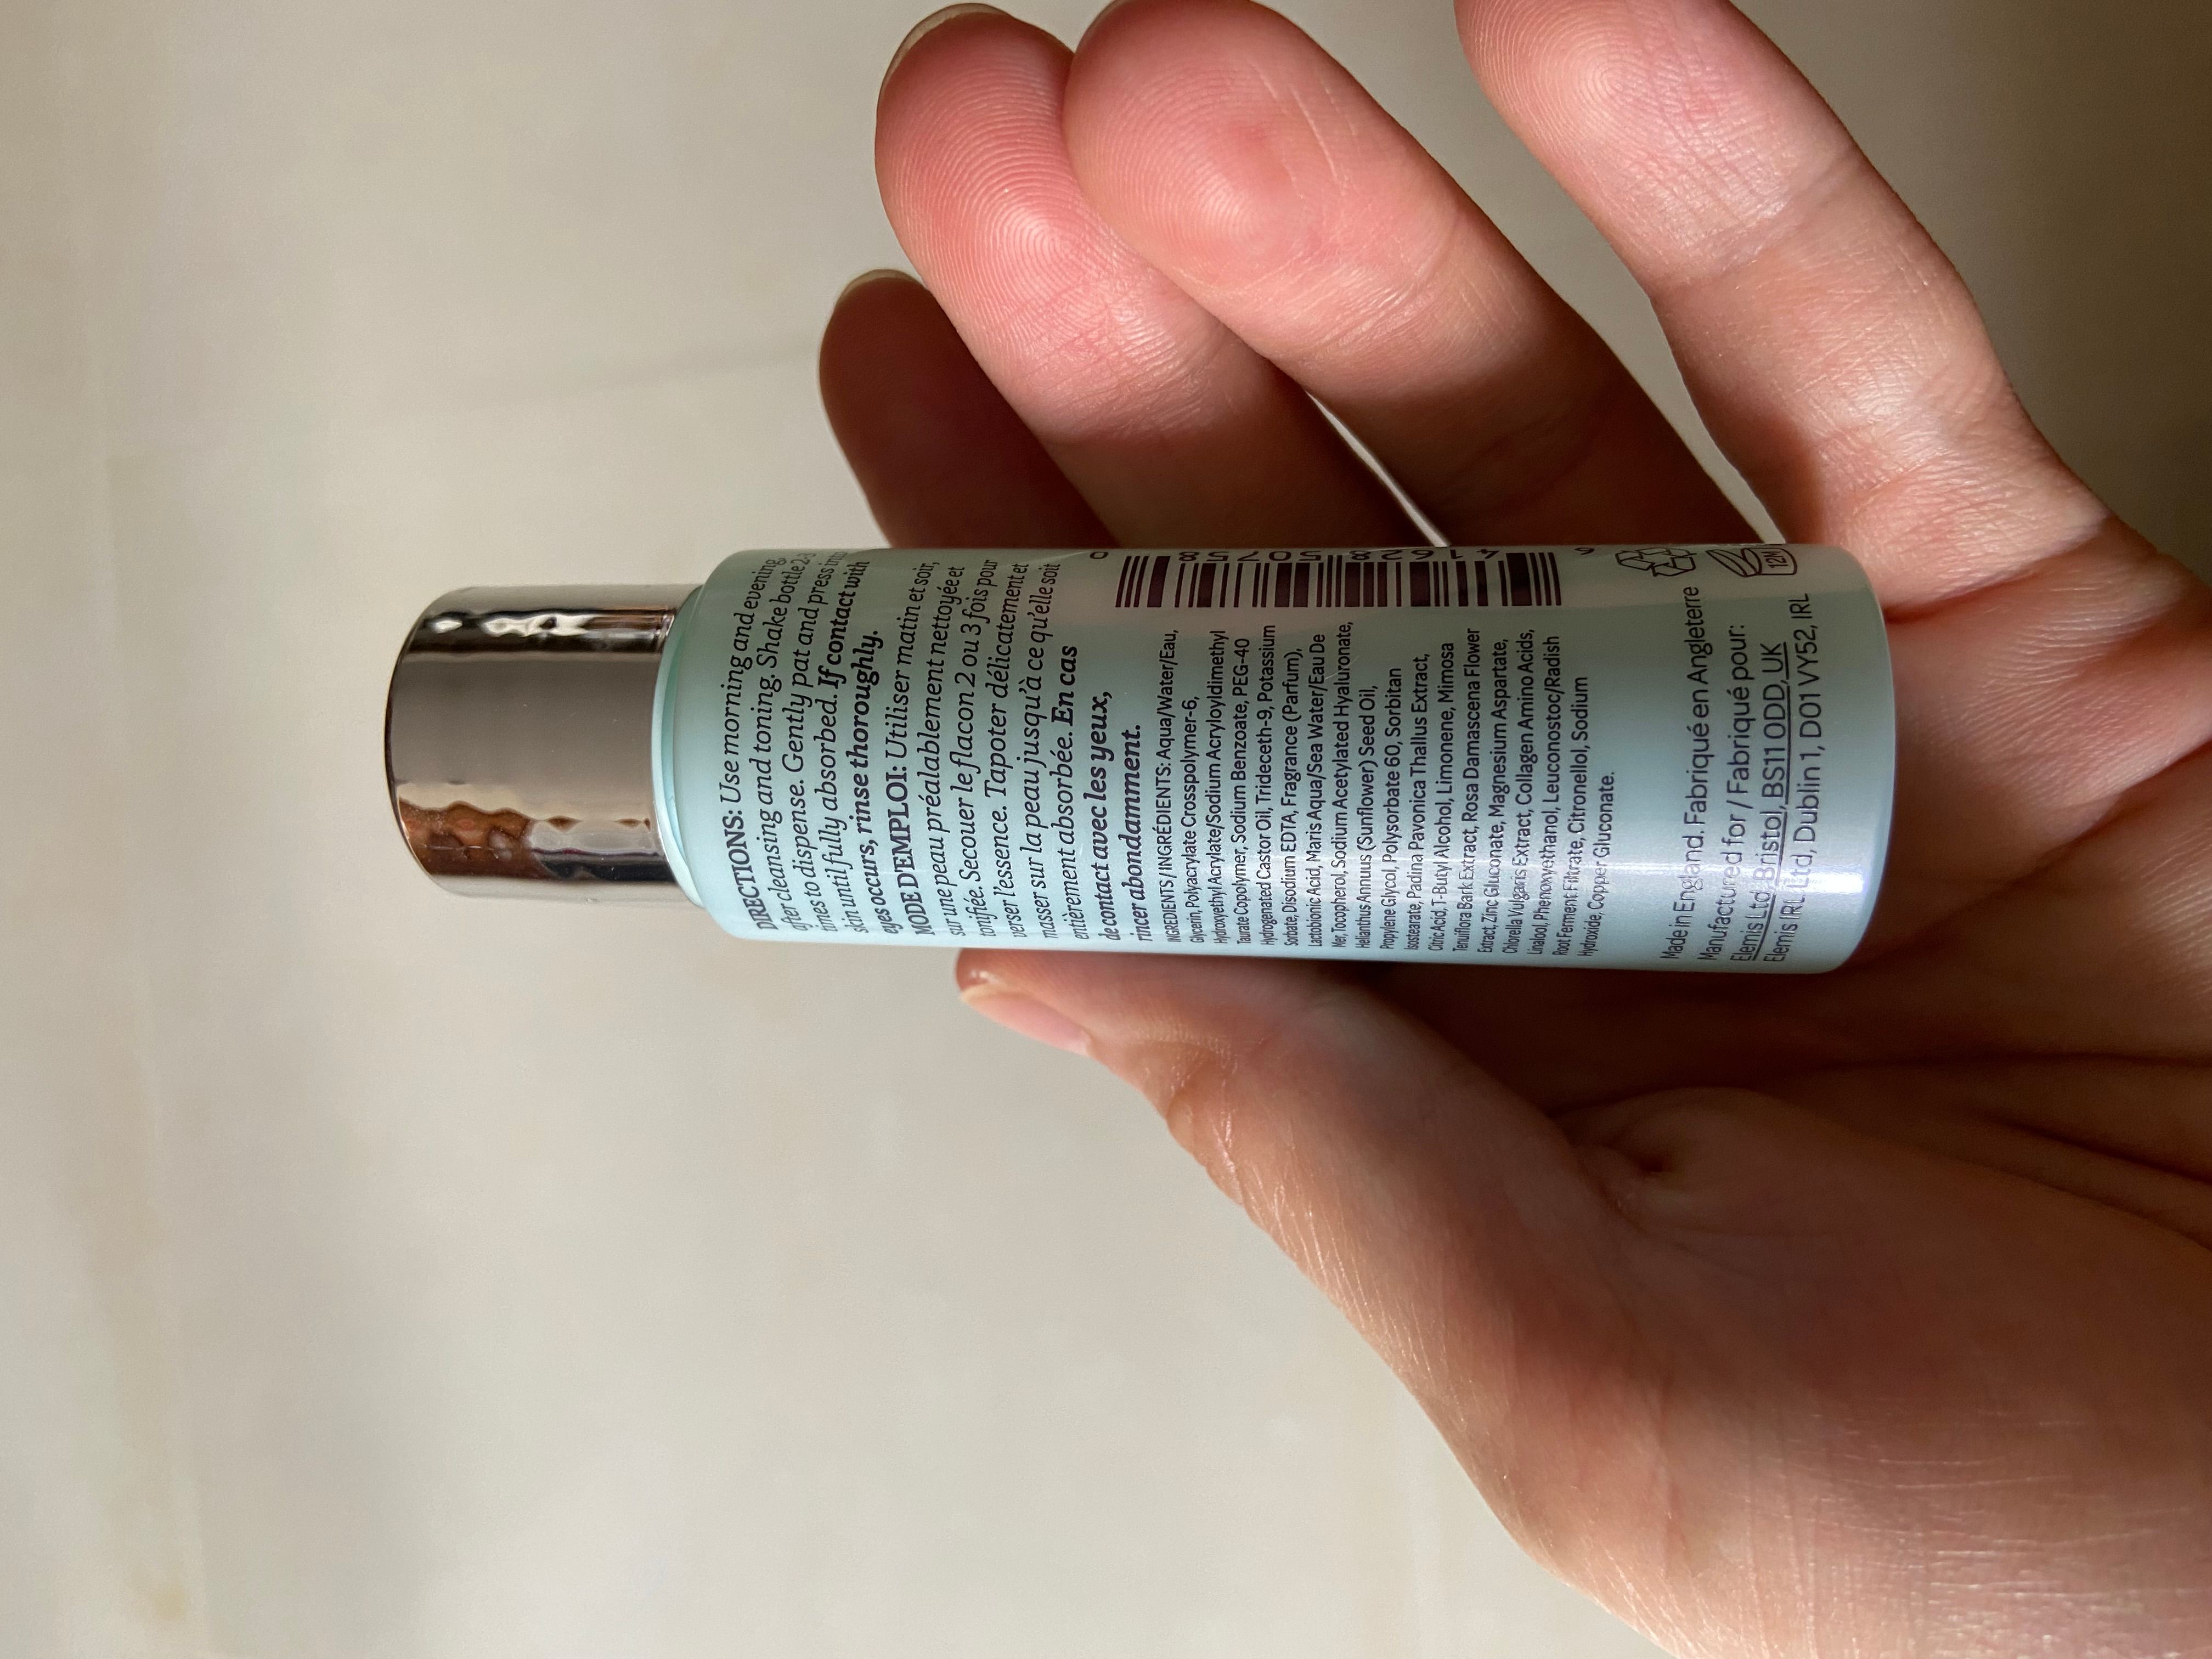 DIRECTIONS: Use morning and evening
after cleansing and toning. Shake bottle 2-3
times to dispense. Gently pat and press into
skin until fully absorbed. If contact with
eyes occurs, rinse thoroughly.
MODE D'EMPLOI: Utiliser matin et soir,
sur une peau préalablement nettoyée et
tonifiée. Secouer le flacon 2 ou 3 fois pour
verser l'essence. Tapoter délicatement et
masser sur la peau jusqu'à ce qu'elle soit
entièrement absorbée. En cas
de contact avec les yeux,
rincer abondamment.
INGREDIENTS / INGRÉDIENTS: Aqua/Water/Eau,
Glycerin, Polyacrylate Crosspolymer-6,
Hydroxyethyl Acrylate/Sodium Acryloyldimethyl
Taurate Copolymer, Sodium Benzoate, PEG-40
Hydrogenated Castor Oil, Trideceth-9, Potassium
Sorbate, Disodium EDTA, Fragrance (Parfum),
Lactobionic Acid, Maris Aqua/Sea Water/Eau De
Mer, Tocopherol, Sodium Acetylated Hyaluronate,
Helianthus Annuus (Sunflower) Seed Oil,
Propylene Glycol, Polysorbate 60, Sorbitan
Isostearate, Padina Pavonica Thallus Extract,
Citric Acid, T-Butyl Alcohol, Limonene, Mimosa
Tenuiflora Bark Extract, Rosa Damascena Flower
Extract, Zinc Gluconate, Magnesium Aspartate,
Chlorella Vulgaris Extract, Collagen Amino Acids,
Linalool, Phenoxyethanol, Leuconostoc/Radish
Root Ferment Filtrate, Citronellol, Sodium
Hydroxide, Copper Gluconate.
Made in England. Fabriqué en Angleterre
Manufactured for / Fabriqué pour:
Elemis Ltd, Bristol, BS11 0DD, UK
Elemis IRL Ltd, Dublin 1, D01 VY52, IRL
12M